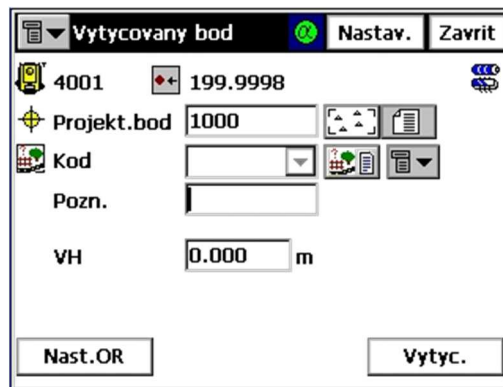 Vytycovany bod α Nastav. Zavrit
4001 199.9998
Projekt.bod 1000
Kod
Pozn.
VH 0.000 m
Nast.OR Vytyc.